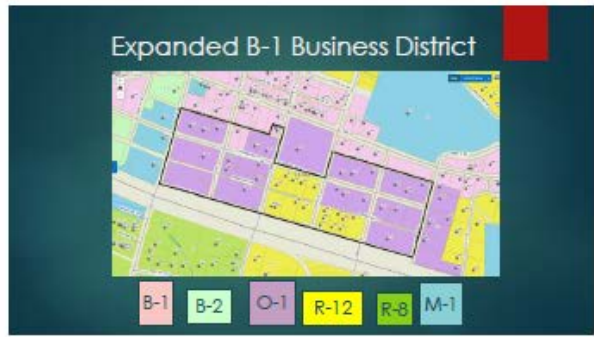 Expanded B-1 Business District
B-1
B-2
O-1
R-12
R-8
M-1